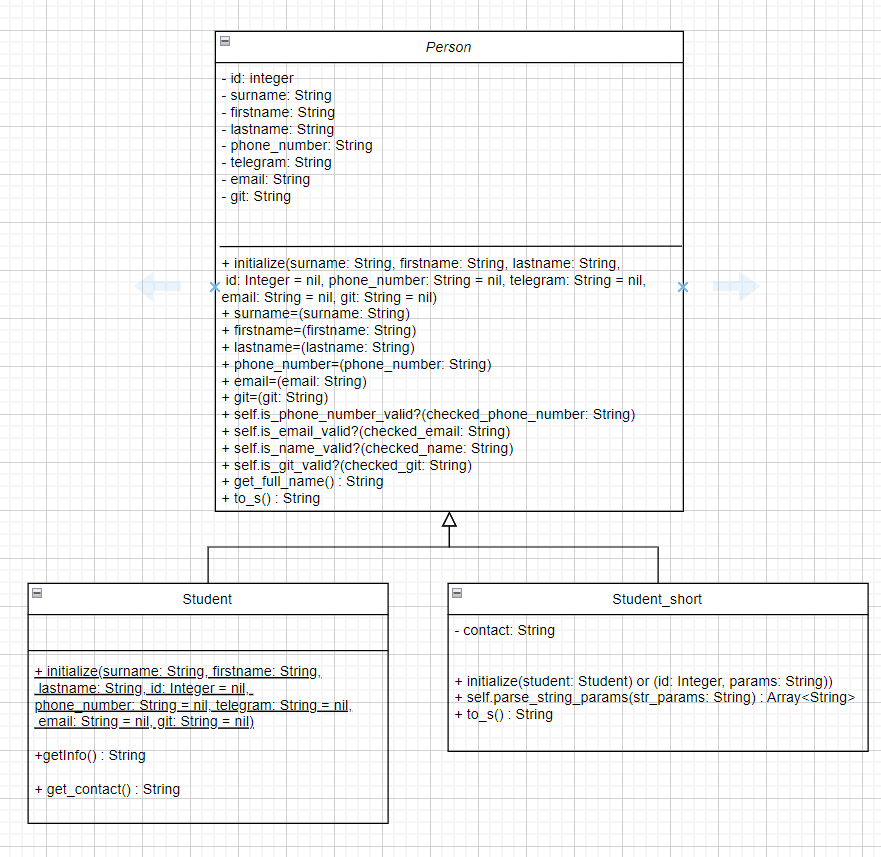 Person
- id: integer
- surname: String
- firstname: String
- lastname: String
- phone_number: String
- telegram: String
- email: String
- git: String
+ initialize(surname: String, firstname: String, lastname: String,
id: Integer = nil, phone_number: String = nil, telegram: String = nil,
email: String = nil, git: String = nil)
+ surname=(surname: String)
+ firstname=(firstname: String)
+ lastname=(lastname: String)
+ phone_number=(phone_number: String)
+ email=(email: String)
+ git=(git: String)
+ self.is_phone_number_valid?(checked_phone_number: String)
+ self.is_email_valid?(checked_email: String)
+ self.is_name_valid?(checked_name: String)
+ self.is_git_valid?(checked_git: String)
+ get_full_name() : String
+ to_s() : String
Student
+ initialize(surname: String, firstname: String,
lastname: String, id: Integer = nil,
phone_number: String = nil, telegram: String = nil,
email: String = nil, git: String = nil)
+getInfo() : String
+ get_contact() : String
Student_short
- contact: String
+ initialize(student: Student) or (id: Integer, params: String))
+ self.parse_string_params(str_params: String) : Array<String>
+ to_s() : String